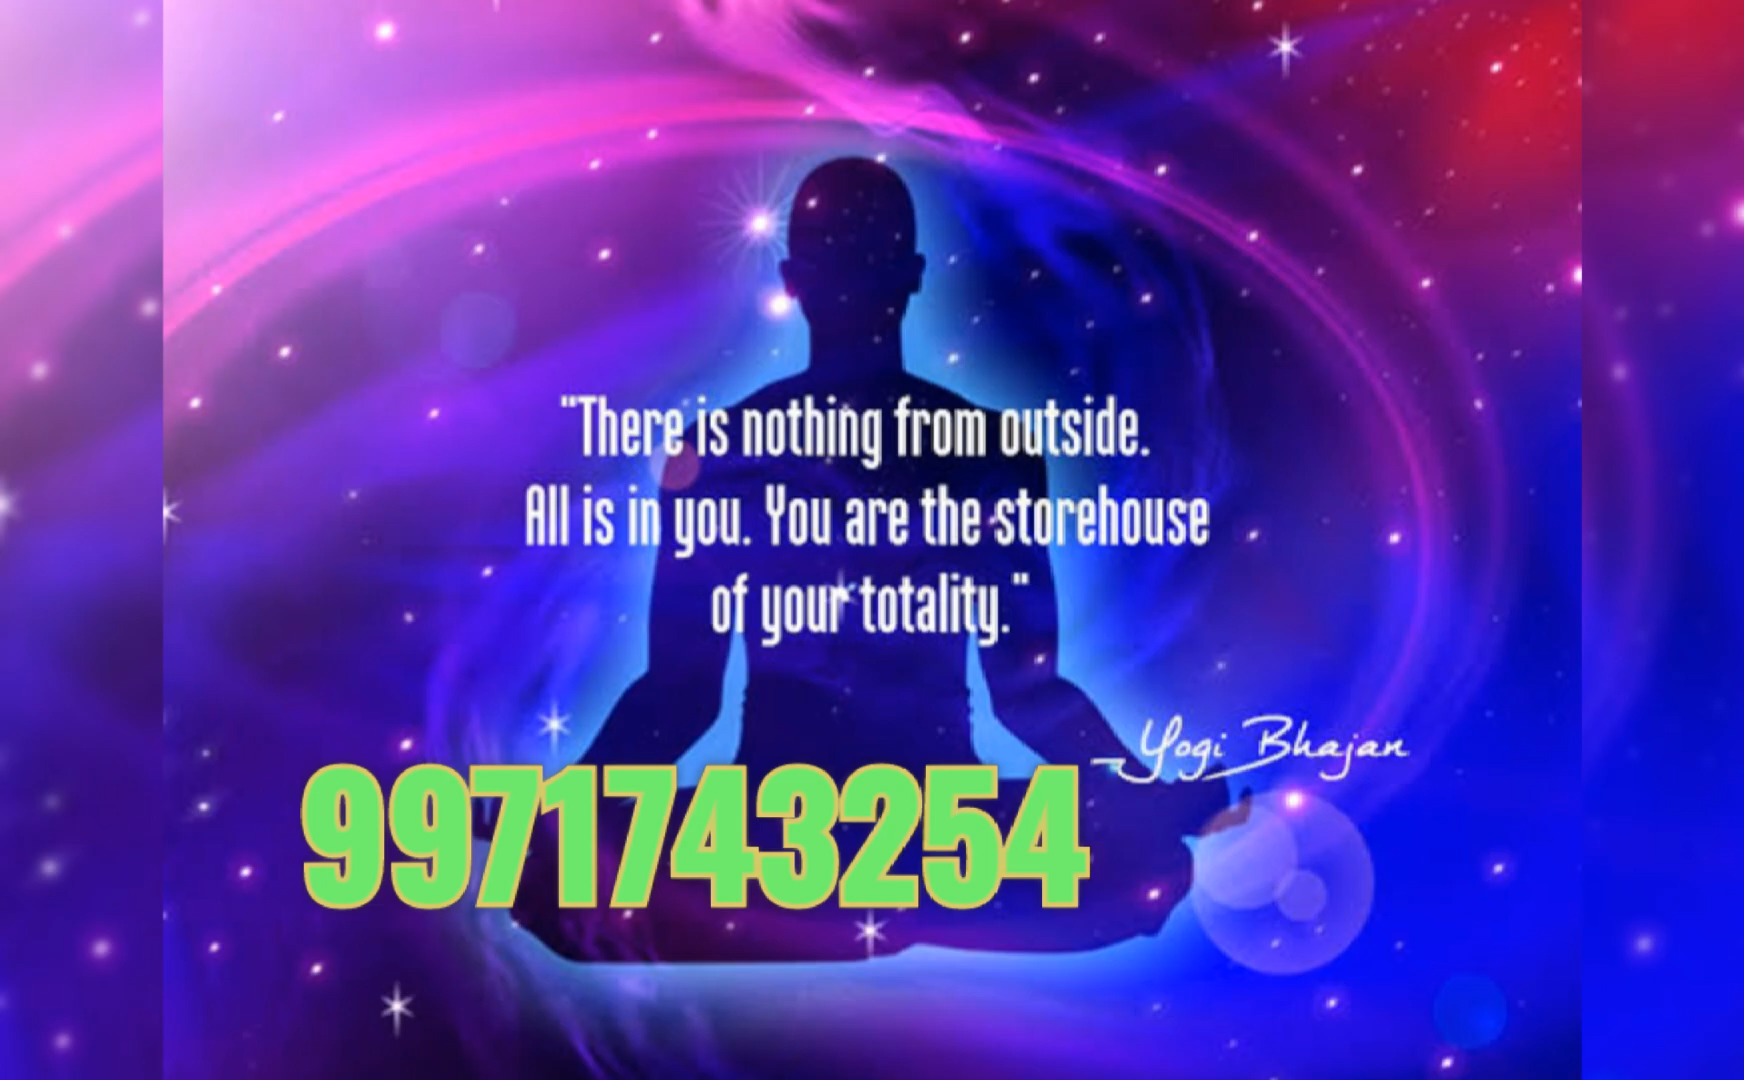 "There is nothing from outside.
All is in you. You are the storehouse
of your totality."
—Yogi Bhajan
9971743254